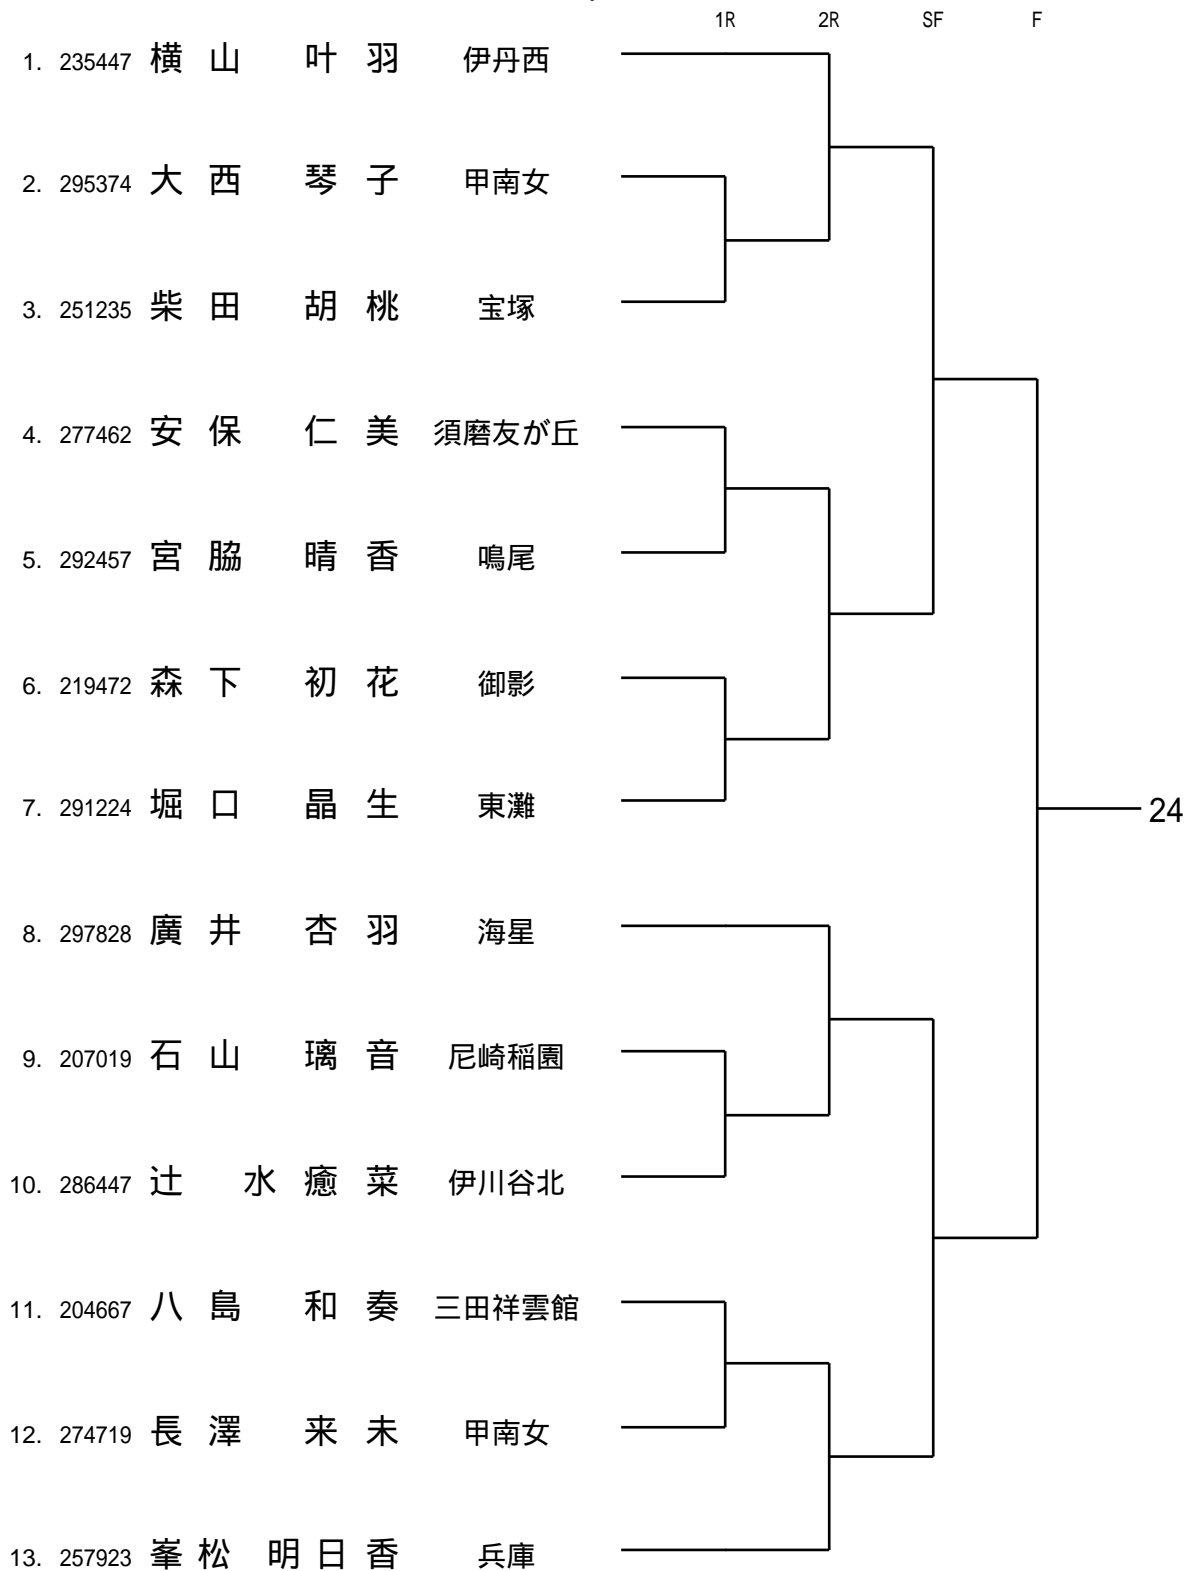 1R 2R SF F
1. 235447 横山 叶羽 伊丹西
2. 295374 大西 琴子 甲南女
3. 251235 柴田 胡桃 宝塚
4. 277462 安保 仁美 須磨友が丘
5. 292457 宮脇 晴香 鳴尾
6. 219472 森下 初花 御影
7. 291224 堀口 晶生 東灘
24
8. 297828 廣井 杏羽 海星
9. 207019 石山 璃音 尼崎稲園
10. 286447 辻 水癒菜 伊川谷北
11. 204667 八島 和奏 三田祥雲館
12. 274719 長澤 来未 甲南女
13. 257923 峯松 明日香 兵庫